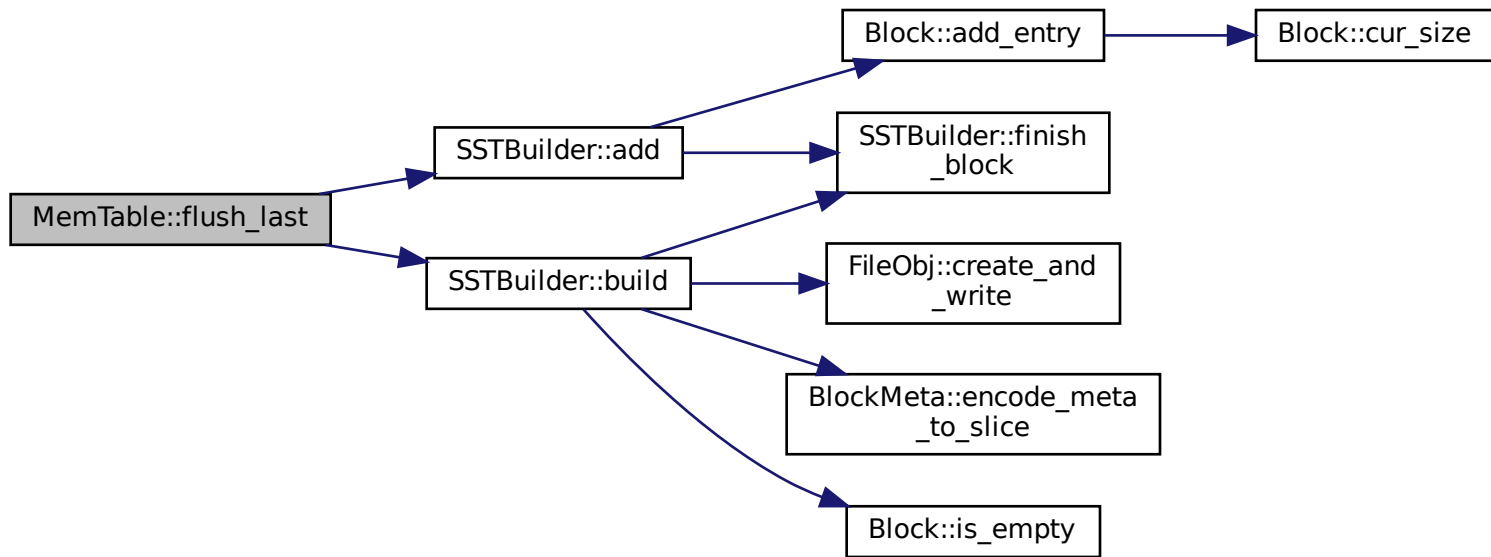 MemTable::flush_last
SSTBuilder::add
SSTBuilder::build
Block::add_entry
Block::cur_size
SSTBuilder::finish
_block
FileObj::create_and
_write
BlockMeta::encode_meta
_to_slice
Block::is_empty